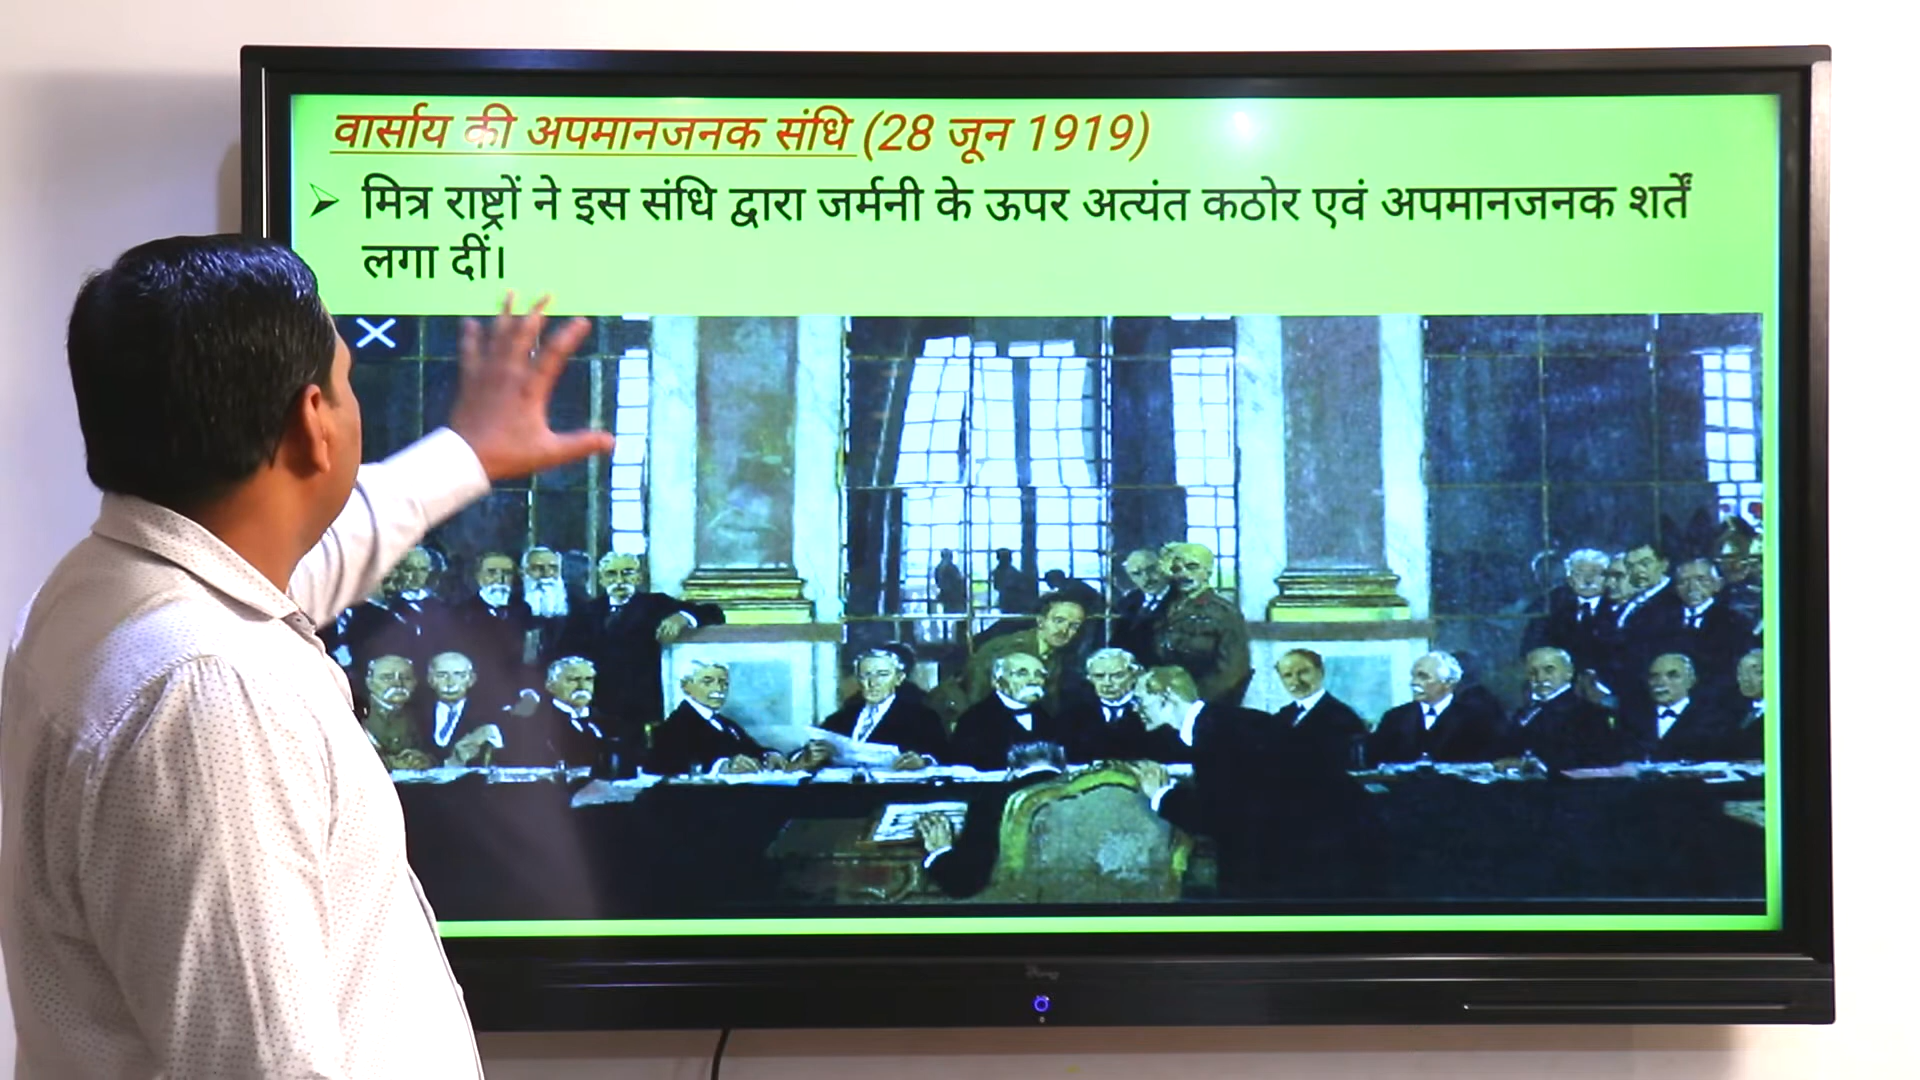 वार्साय की अपमानजनक संधि (28 जून 1919)
➢ मित्र राष्ट्रों ने इस संधि द्वारा जर्मनी के ऊपर अत्यंत कठोर एवं अपमानजनक शर्तें
लगा दीं।